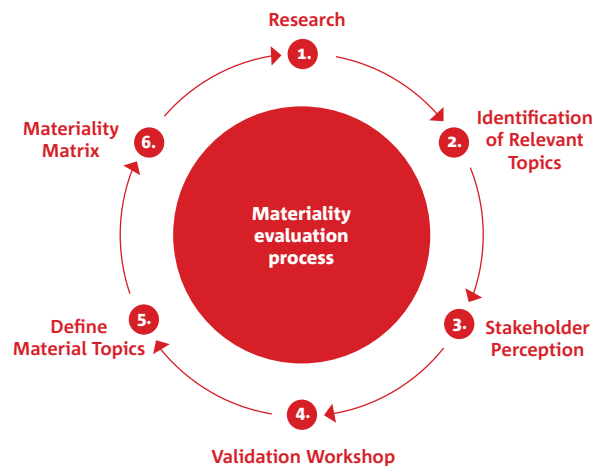 Research
1.
Identification
of Relevant
Topics
2.
3.
Stakeholder
Perception
4.
Validation Workshop
5.
Define
Material Topics
6.
Materiality
Matrix
Materiality
evaluation
process